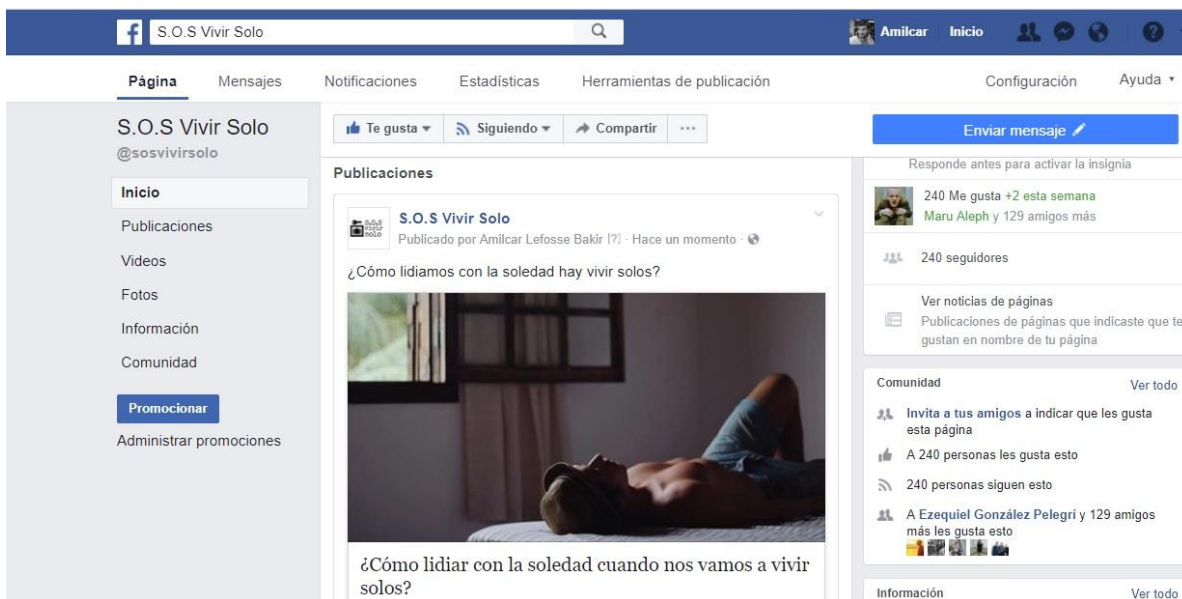 S.O.S Vivir Solo
Amilcar Inicio
Página Mensajes Notificaciones Estadísticas Herramientas de publicación Configuración Ayuda
S.O.S Vivir Solo
@sosvivirsolo
Inicio
Publicaciones
Videos
Fotos
Información
Comunidad
Promocionar
Administrar promociones
Te gusta Siguiendo Compartir ...
Publicaciones
S.O.S vivir solo
S.O.S Vivir Solo
Publicado por Amilcar Lefosse Bakir [?] · Hace un momento ·
¿Cómo lidiamos con la soledad hay vivir solos?
¿Cómo lidiar con la soledad cuando nos vamos a vivir
solos?
Enviar mensaje
Responde antes para activar la insignia
240 Me gusta +2 esta semana
Maru Aleph y 129 amigos más
240 seguidores
Ver noticias de páginas
Publicaciones de páginas que indicaste que te
gustan en nombre de tu página
Comunidad Ver todo
Invita a tus amigos a indicar que les gusta
esta página
A 240 personas les gusta esto
240 personas siguen esto
A Ezequiel González Pelegrí y 129 amigos
más les gusta esto
Información Ver todo